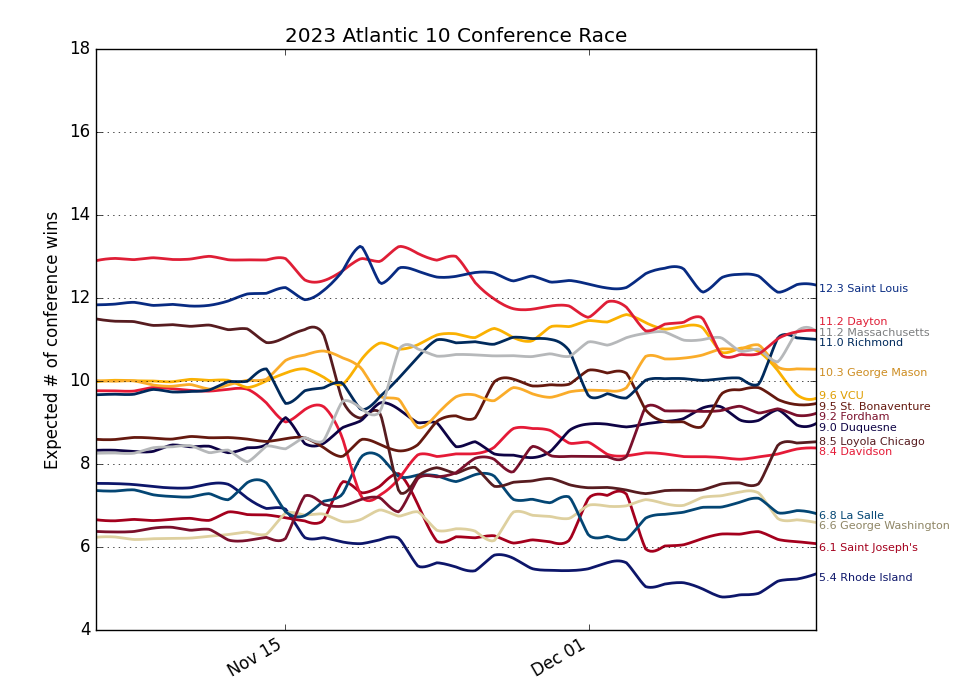 2023 Atlantic 10 Conference Race
Expected # of conference wins
18
16
14
12
10
8
6
4
Nov 15
Dec 01
12.3 Saint Louis
11.2 Dayton
11.2 Massachusetts
11.0 Richmond
10.3 George Mason
9.6 VCU
9.5 St. Bonaventure
9.2 Fordham
9.0 Duquesne
8.5 Loyola Chicago
8.4 Davidson
6.8 La Salle
6.6 George Washington
6.1 Saint Joseph's
5.4 Rhode Island